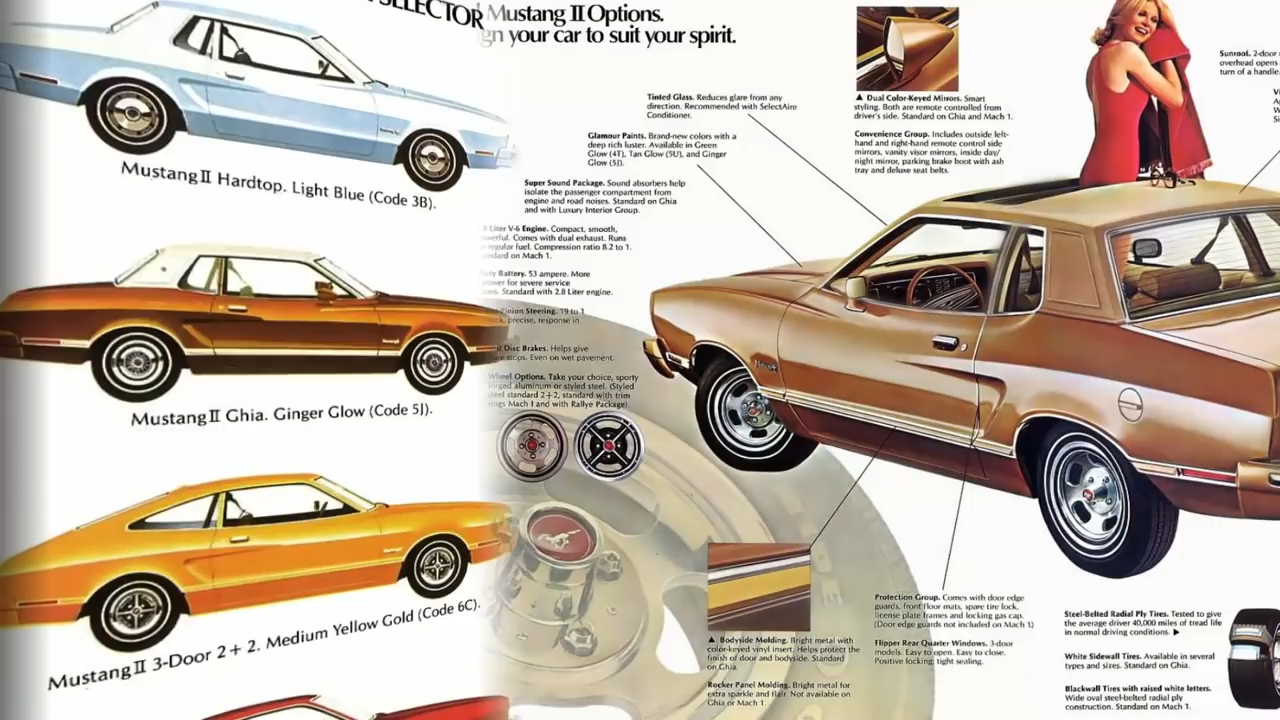 SELECTOR
Mustang II Options.
gn your car to suit your spirit.
Mustang II Hardtop. Light Blue (Code 3B).
Mustang II Ghia. Ginger Glow (Code 5J).
Mustang II 3-Door 2+2. Medium Yellow Gold (Code 6C).
Tinted Glass. Reduces glare from any
direction. Recommended with SelectAire
Conditioner.
Glamour Paints. Brand-new colors with a
deep rich luster. Available in Green
Glow (4T), Tan Glow (5U), and Ginger
Glow (5J).
Super Sound Package. Sound absorbers help
isolate the passenger compartment from
engine and road noises. Standard on Ghia
and with Luxury Interior Group.
Liter V-6 Engine. Compact, smooth,
Comes with dual exhaust. Runs
regular fuel. Compression ratio 8.2 to 1.
on Mach 1.
Battery. 53 ampere. More
power for severe service
Standard with 2.8 Liter engine.
Steering. 19 to 1
precise, response in
Disc Brakes. Helps give
stops. Even on wet pavement.
Wheel Options. Take your choice, sporty
forged aluminum or styled steel. (Styled
steel standard 2+2, standard with trim
rings Mach 1 and with Rallye Package).
▲ Dual Color-Keyed Mirrors. Smart
styling. Both are remote controlled from
driver's side. Standard on Ghia and Mach 1.
Convenience Group. Includes outside left-
hand and right-hand remote control side
mirrors, vanity visor mirrors, inside day/
night mirror, parking brake boot with ash
tray and deluxe seat belts.
Sunroof. 2-door
overhead opens
turn of a handle
▲ Bodyside Molding. Bright metal with
color-keyed vinyl insert. Helps protect the
finish of door and bodyside. Standard
on Ghia.
Rocker Panel Molding. Bright metal for
extra sparkle and flair. Not available on
Ghia or Mach 1.
Protection Group. Comes with door edge
guards, front floor mats, spare tire lock,
license plate frames and locking gas cap.
(Door edge guards not included on Mach 1)
Flipper Rear Quarter Windows. 3-door
models. Easy to open. Easy to close.
Positive locking, tight sealing.
Steel-Belted Radial Ply Tires. Tested to give
the average driver 40,000 miles of tread life
in normal driving conditions. ▶
White Sidewall Tires. Available in several
types and sizes. Standard on Ghia.
Blackwall Tires with raised white letters.
Wide oval steel-belted radial ply
construction. Standard on Mach 1.